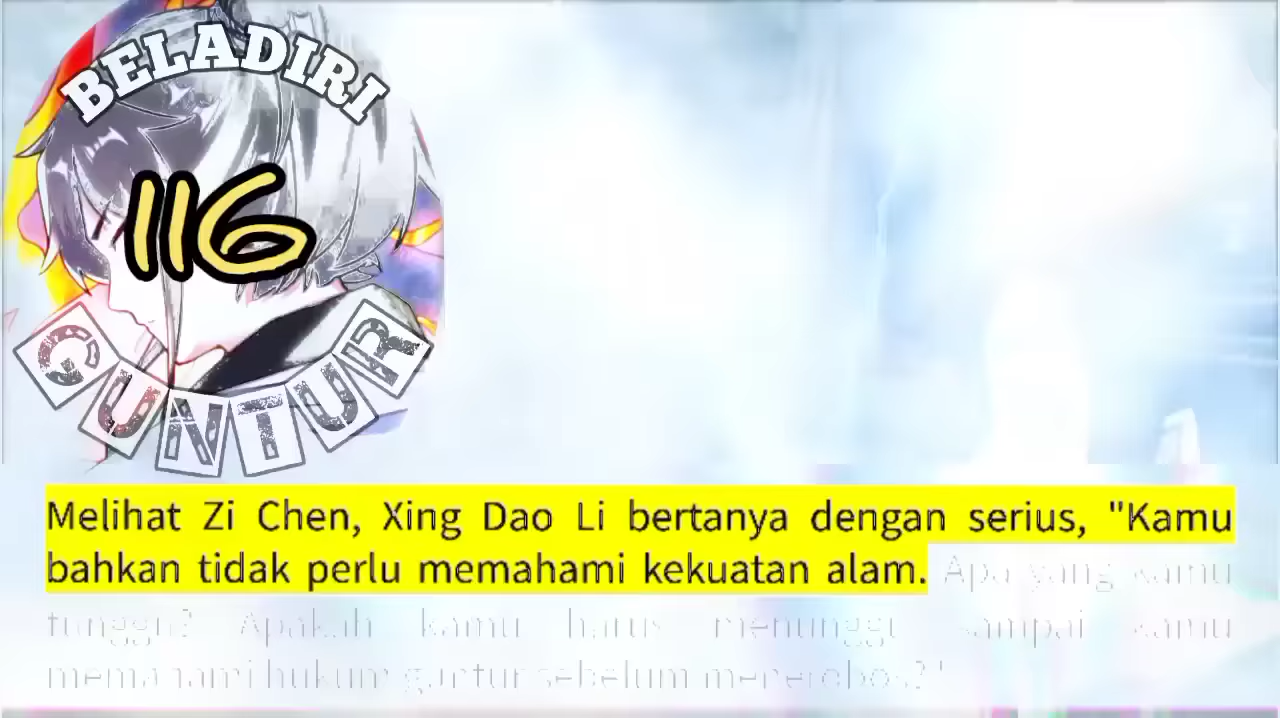 BELADIRI
116
GUNTUR
Melihat Zi Chen, Xing Dao Li bertanya dengan serius, "Kamu
bahkan tidak perlu memahami kekuatan alam. Apa yang kamu
tunggu? Apakah kamu harus menunggu sampai kamu
memahami hukum guntur sebelum menerobos?"